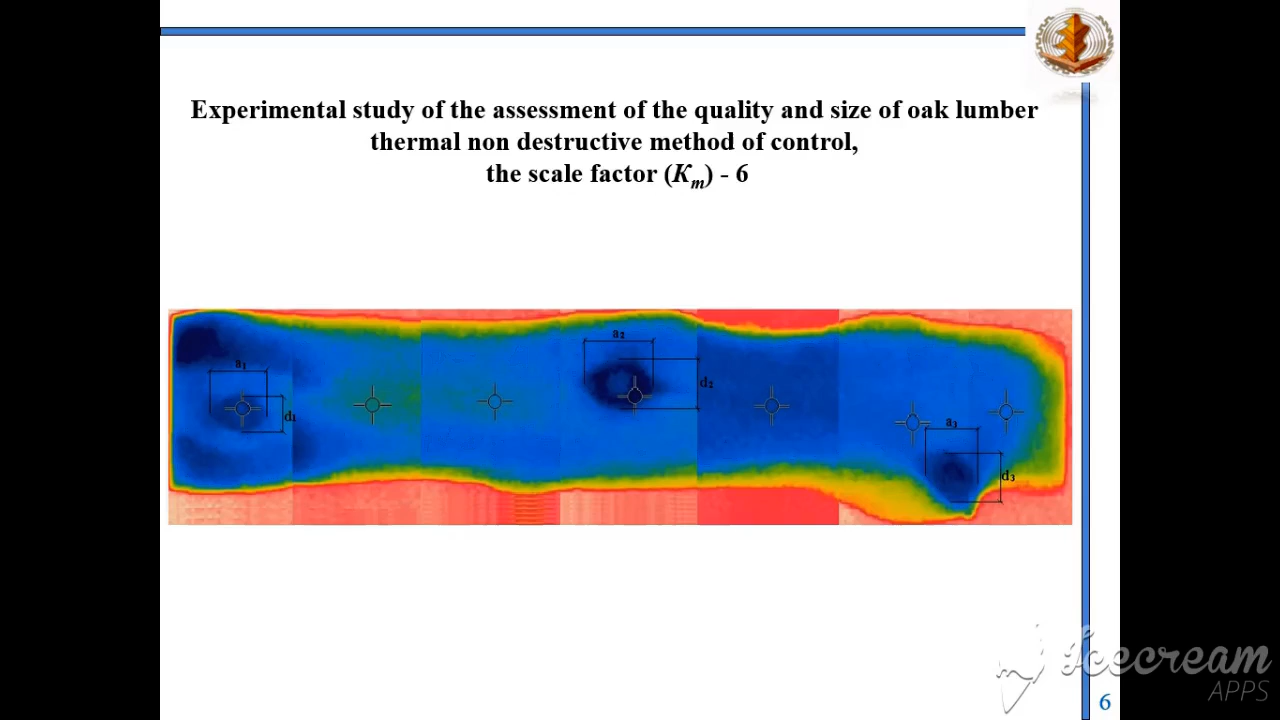 Experimental study of the assessment of the quality and size of oak lumber
thermal non destructive method of control,
the scale factor (Km) - 6
a1
d1
a2
d2
a3
d3
Icecream
APPS
6